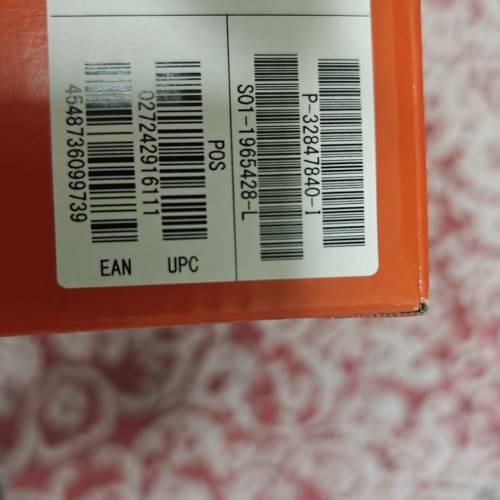 P-32847840-I
S01-1965428-L
POS
027242916111
4548736099739
EAN UPC